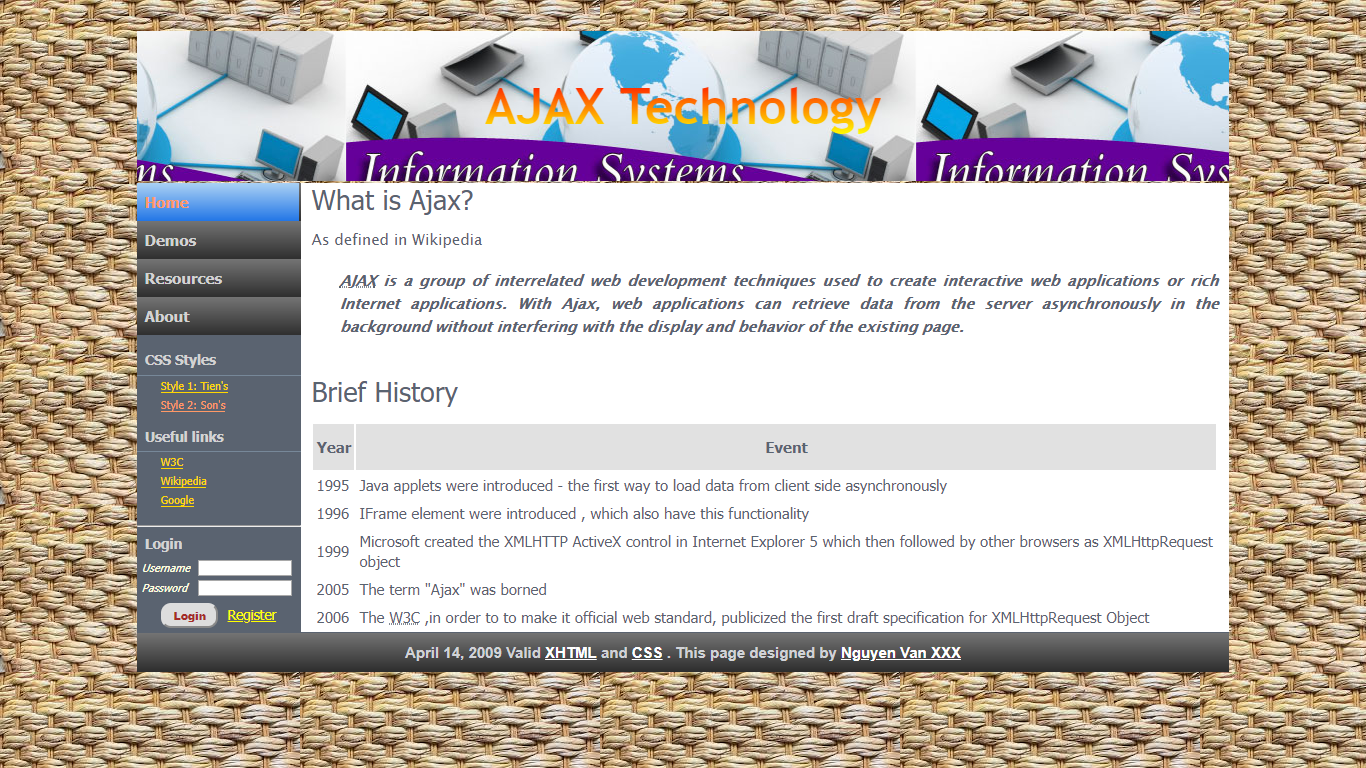 AJAX Technology
ns
Information Systems
Information Sys
Home
Demos
Resources
About
CSS Styles
Style 1: Tien's
Style 2: Son's
Useful links
W3C
Wikipedia
Google
Login
Username
Password
Login Register
What is Ajax?
As defined in Wikipedia
AJAX is a group of interrelated web development techniques used to create interactive web applications or rich
Internet applications. With Ajax, web applications can retrieve data from the server asynchronously in the
background without interfering with the display and behavior of the existing page.
Brief History
Year Event
1995 Java applets were introduced - the first way to load data from client side asynchronously
1996 IFrame element were introduced , which also have this functionality
1999 Microsoft created the XMLHTTP ActiveX control in Internet Explorer 5 which then followed by other browsers as XMLHttpRequest
object
2005 The term "Ajax" was borned
2006 The W3C ,in order to to make it official web standard, publicized the first draft specification for XMLHttpRequest Object
April 14, 2009 Valid XHTML and CSS . This page designed by Nguyen Van XXX